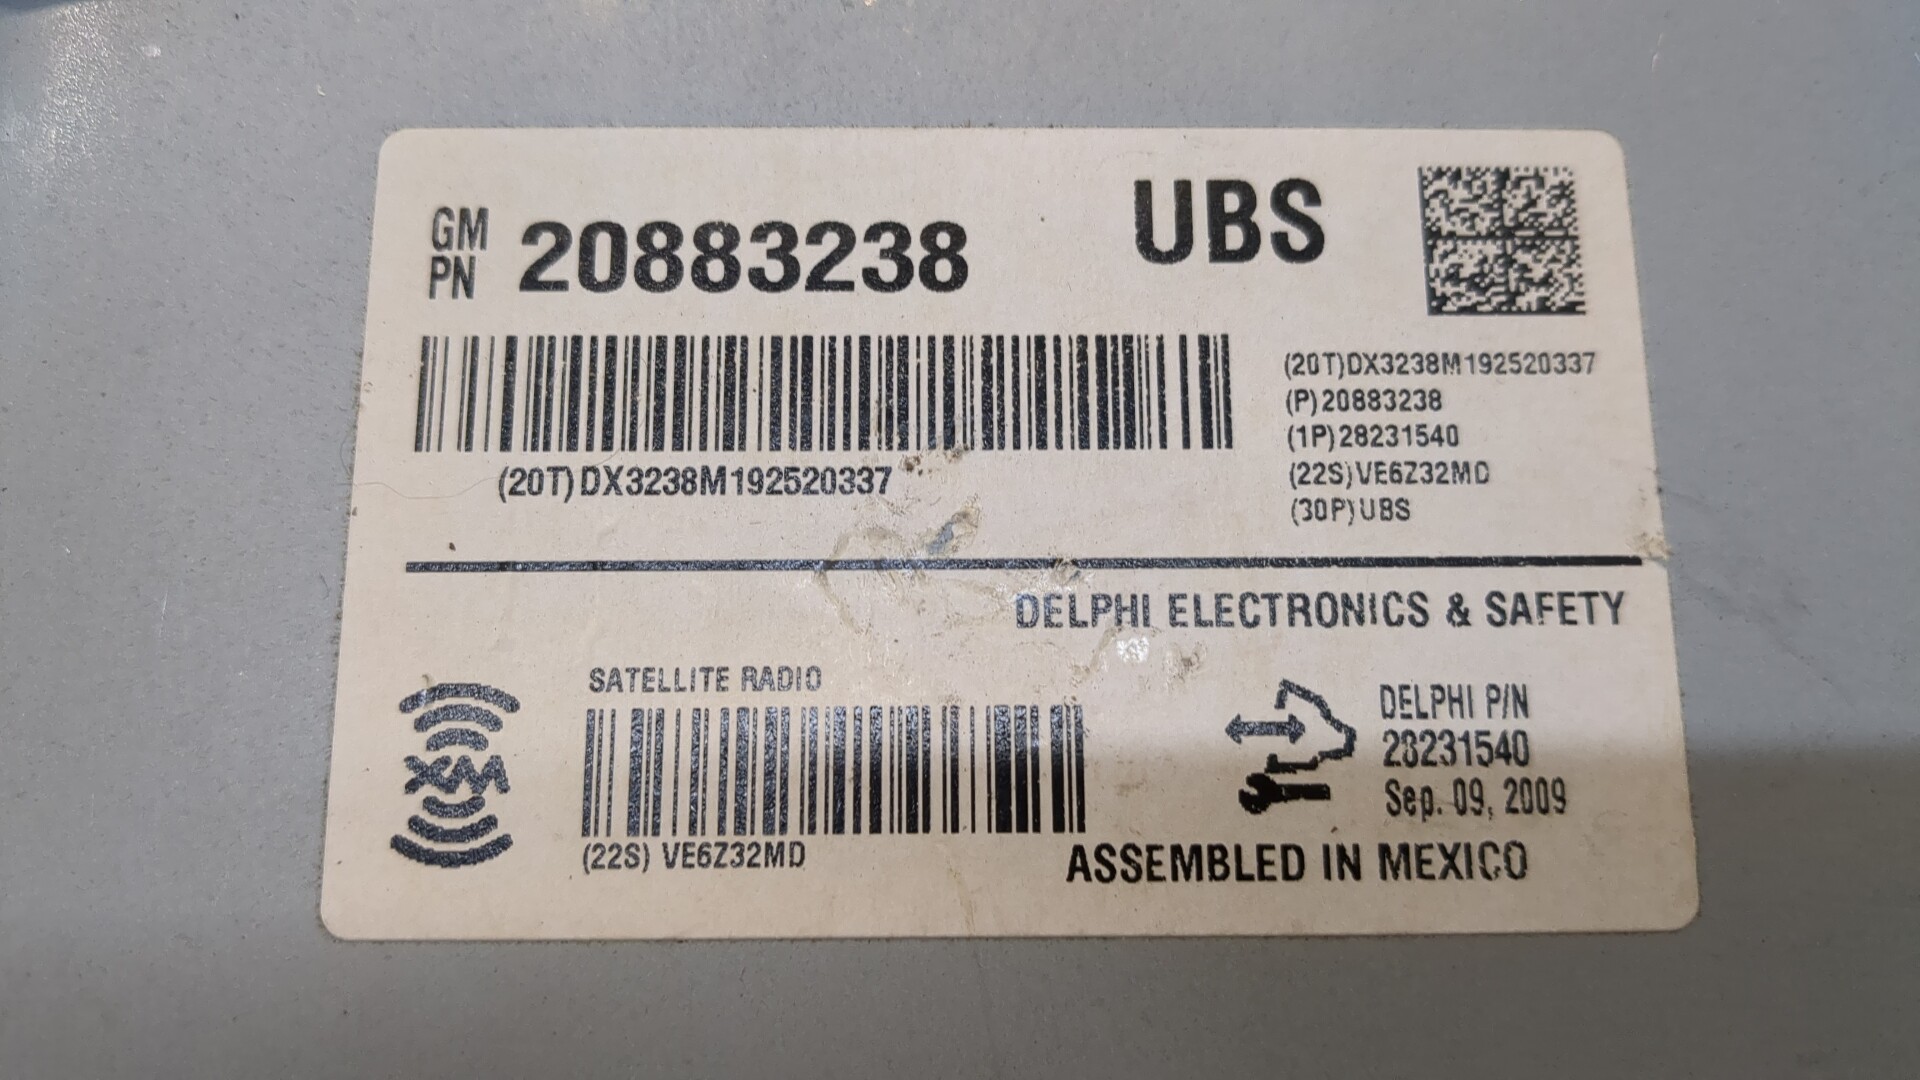 GM PN 20883238
UBS
(20T)DX3238M192520337
(20T)DX3238M192520337
(P)20883238
(1P)28231540
(22S)VE6Z32MD
(30P)UBS
DELPHI ELECTRONICS & SAFETY
XM
SATELLITE RADIO
(22S) VE6Z32MD
DELPHI P/N
28231540
Sep. 09, 2009
ASSEMBLED IN MEXICO